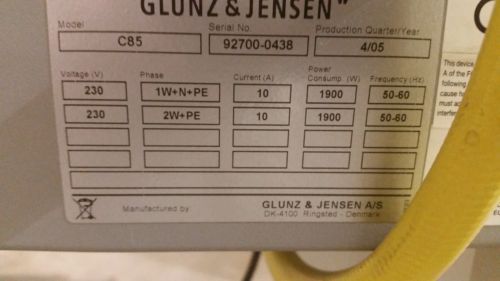 GLUNZ & JENSEN
Model Serial No. Production Quarter/Year
C85 92700-0438 4/05
Voltage (V) Phase Current (A) Power Consump. (W) Frequency (Hz)
230 1W+N+PE 10 1900 50-60
230 2W+PE 10 1900 50-60
Manufactured by GLUNZ & JENSEN A/S
DK-4100 Ringsted - Denmark
This device
A of the F
following
cause h
must a
interfe